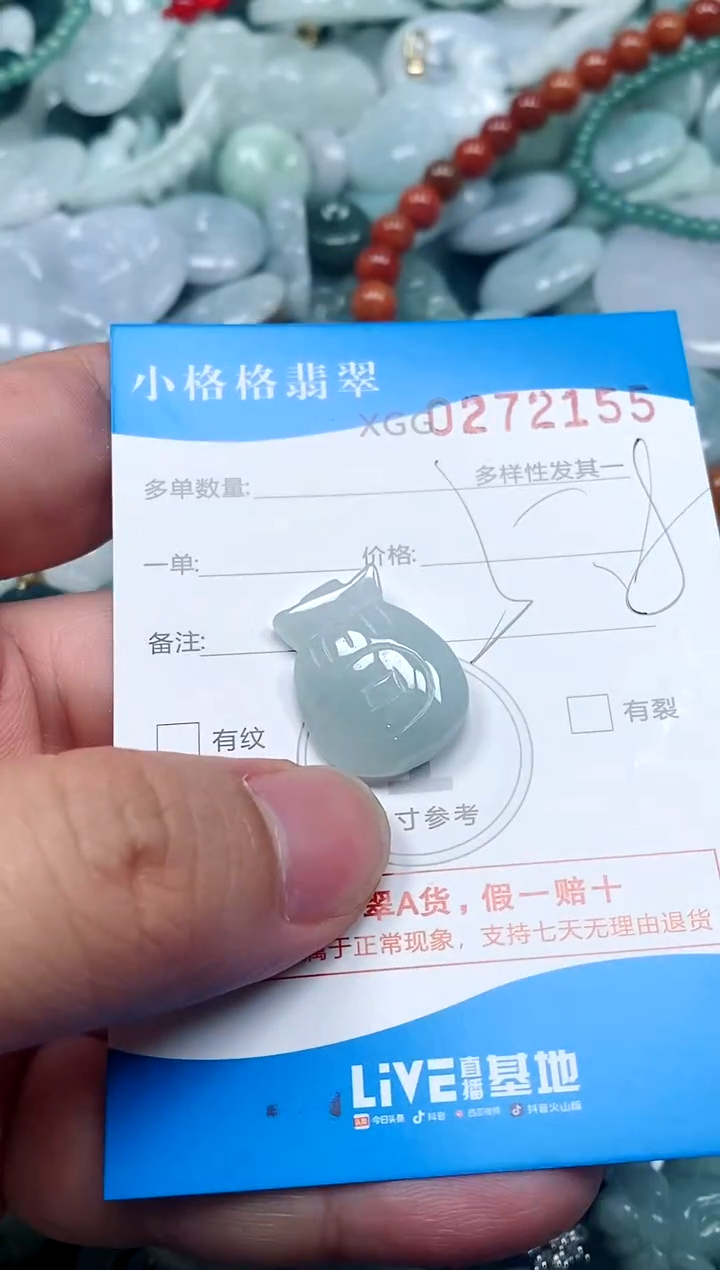 小格格翡翠
XGG0272155
多单数量: 多样性发其一
一单: 价格:
备注:
有纹 有裂
寸参考
翠A货，假一赔十
属于正常现象，支持七天无理由退货
LiVE直播基地
头条 今日头条 抖音 西瓜视频 抖音火山版